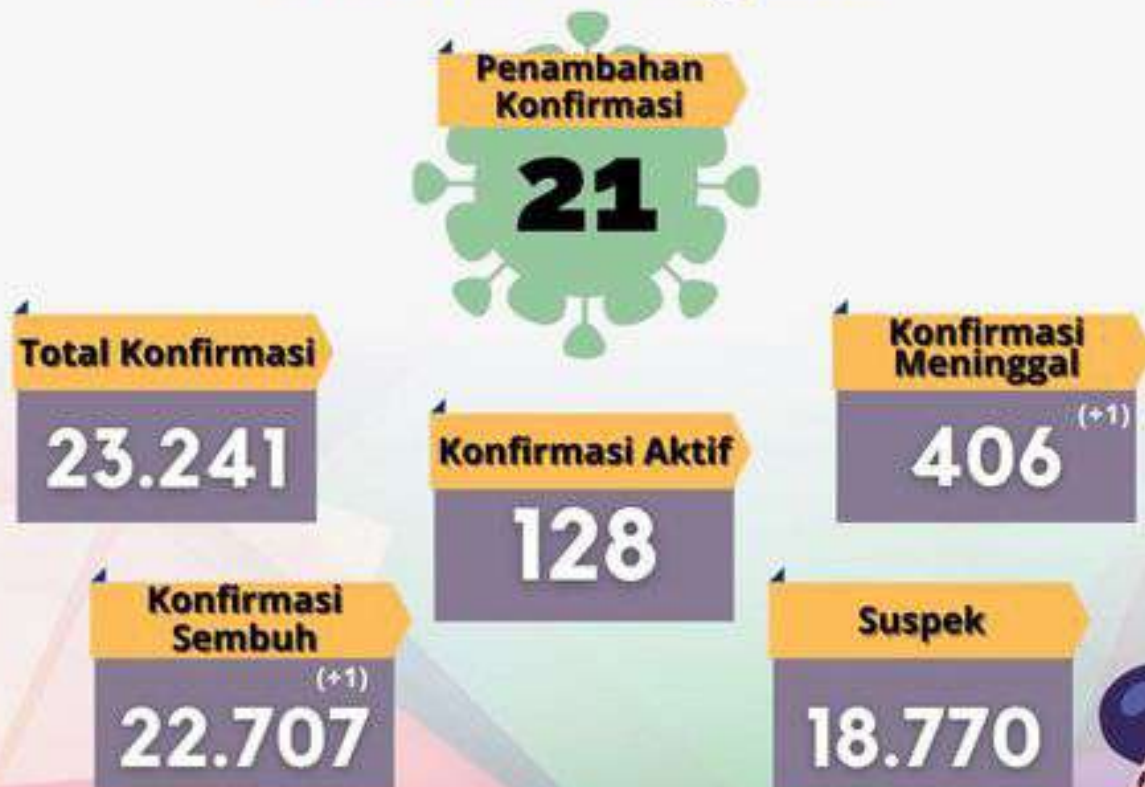 Penambahan
Konfirmasi
21
Total Konfirmasi
23.241
Konfirmasi Aktif
128
Konfirmasi
Meninggal
(+1)
406
Konfirmasi
Sembuh
(+1)
22.707
Suspek
18.770